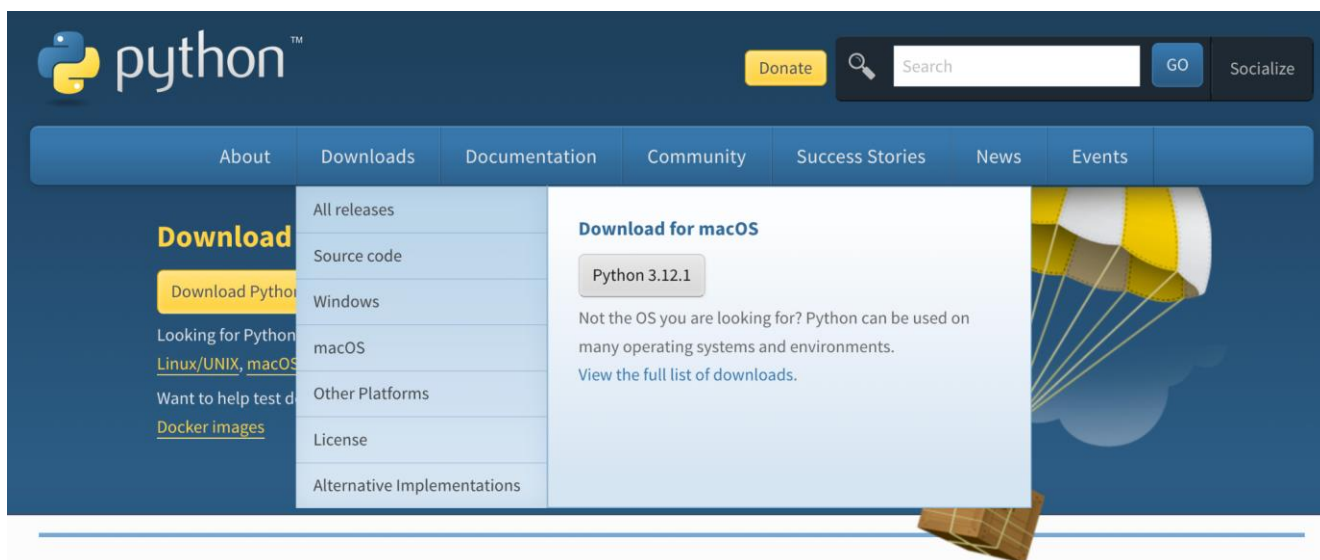 python™
Donate
Search
GO
Socialize
About
Downloads
Documentation
Community
Success Stories
News
Events
All releases
Source code
Windows
macOS
Other Platforms
License
Alternative Implementations
Download for macOS
Python 3.12.1
Not the OS you are looking for? Python can be used on
many operating systems and environments.
View the full list of downloads.
Download
Download
Looking for Python
Linux/UNIX, macOS
Want to help test
Docker images